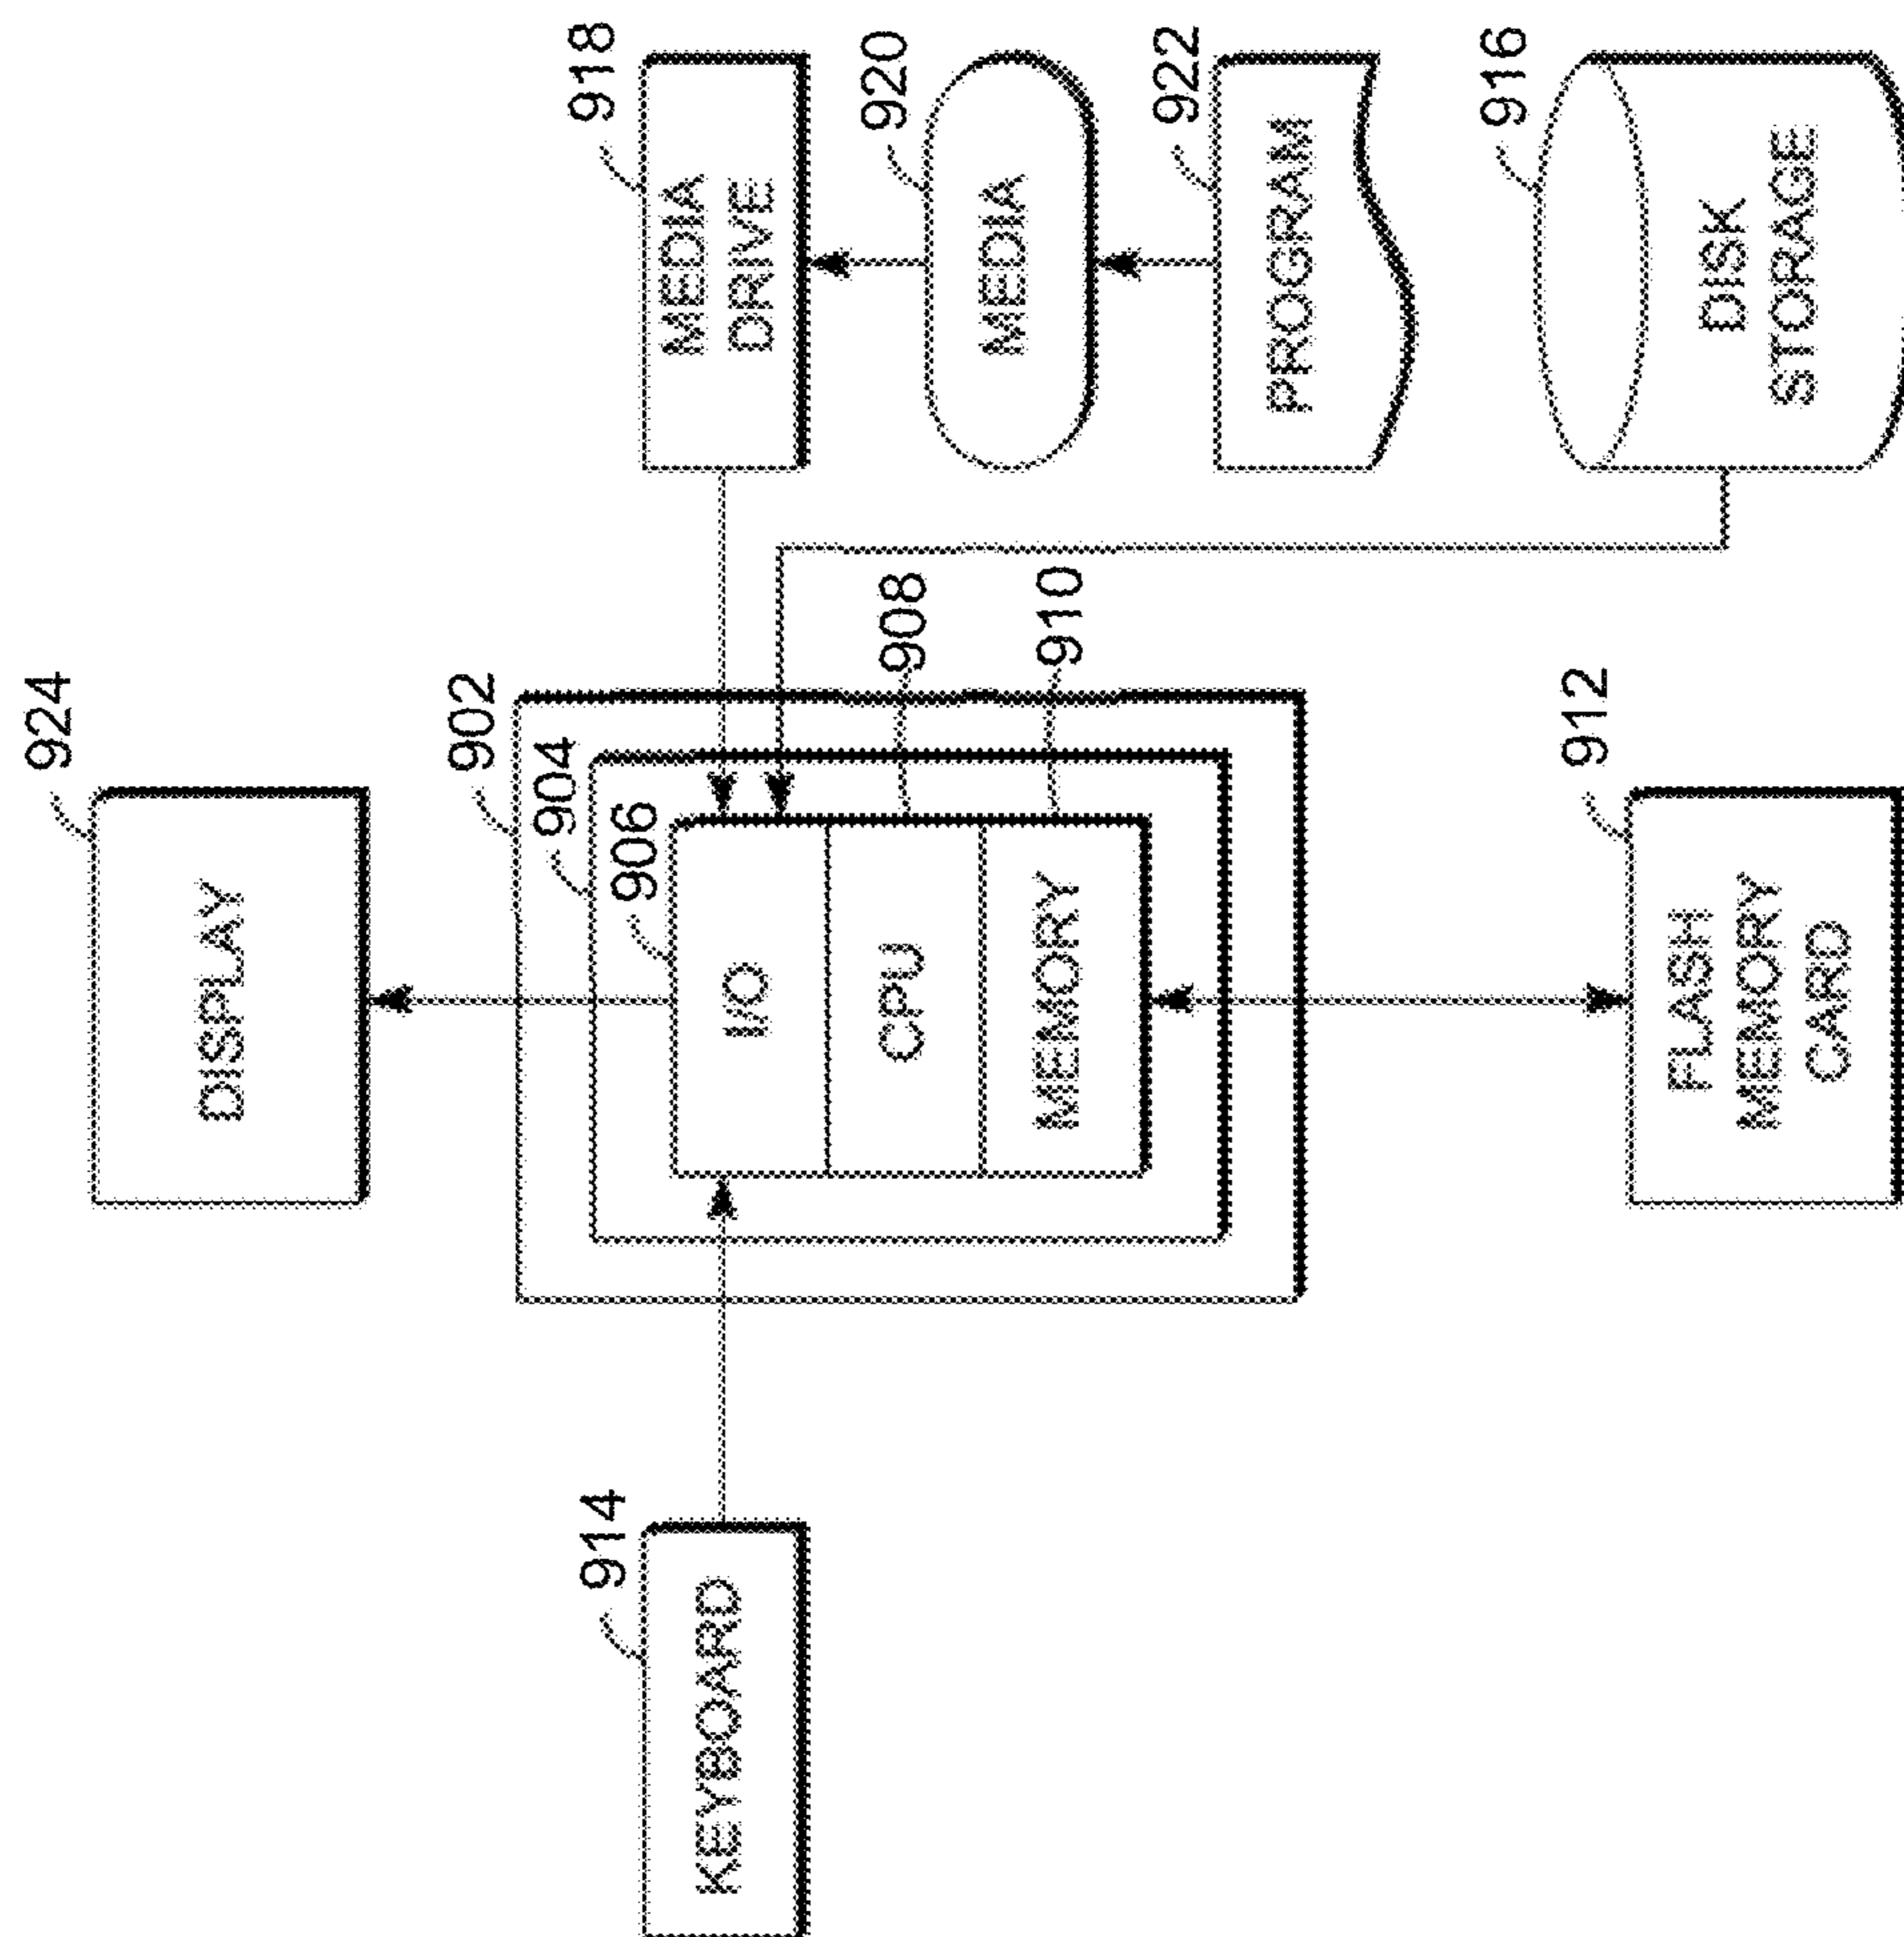 924
DISPLAY
902
904
906
I/O
CPU
908
MEMORY
910
914
KEYBOARD
918
MEDIA
DRIVE
920
MEDIA
922
PROGRAM
916
DISK
STORAGE
912
FLASH
MEMORY
CARD